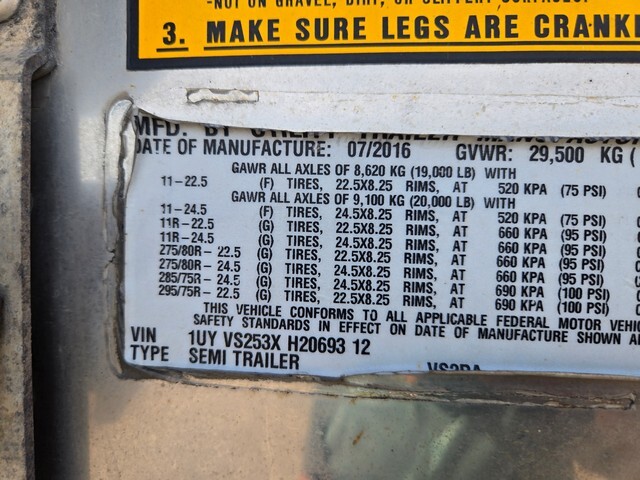 -NOT ON GRAVEL, DIRT, OR SLIPPERY SURFACES.
3. MAKE SURE LEGS ARE CRANKE
MFD. BY UTILITY TRAILER
DATE OF MANUFACTURE: 07/2016 GVWR: 29,500 KG (
GAWR ALL AXLES OF 8,620 KG (19,000 LB) WITH
11-22.5 (F) TIRES, 22.5X8.25 RIMS, AT 520 KPA (75 PSI)
GAWR ALL AXLES OF 9,100 KG (20,000 LB) WITH
11-24.5 (F) TIRES, 24.5X8.25 RIMS, AT 520 KPA (75 PSI)
11R-22.5 (G) TIRES, 22.5X8.25 RIMS, AT 660 KPA (95 PSI)
11R-24.5 (G) TIRES, 24.5X8.25 RIMS, AT 660 KPA (95 PSI)
275/80R-22.5 (G) TIRES, 22.5X8.25 RIMS, AT 660 KPA (95 PSI)
275/80R-24.5 (G) TIRES, 24.5X8.25 RIMS, AT 660 KPA (95 PSI)
285/75R-24.5 (G) TIRES, 24.5X8.25 RIMS, AT 690 KPA (100 PSI)
295/75R-22.5 (G) TIRES, 22.5X8.25 RIMS, AT 690 KPA (100 PSI)
THIS VEHICLE CONFORMS TO ALL APPLICABLE FEDERAL MOTOR VEHIC
SAFETY STANDARDS IN EFFECT ON DATE OF MANUFACTURE SHOWN A
VIN 1UY VS253X H20693 12
TYPE SEMI TRAILER VS2RA